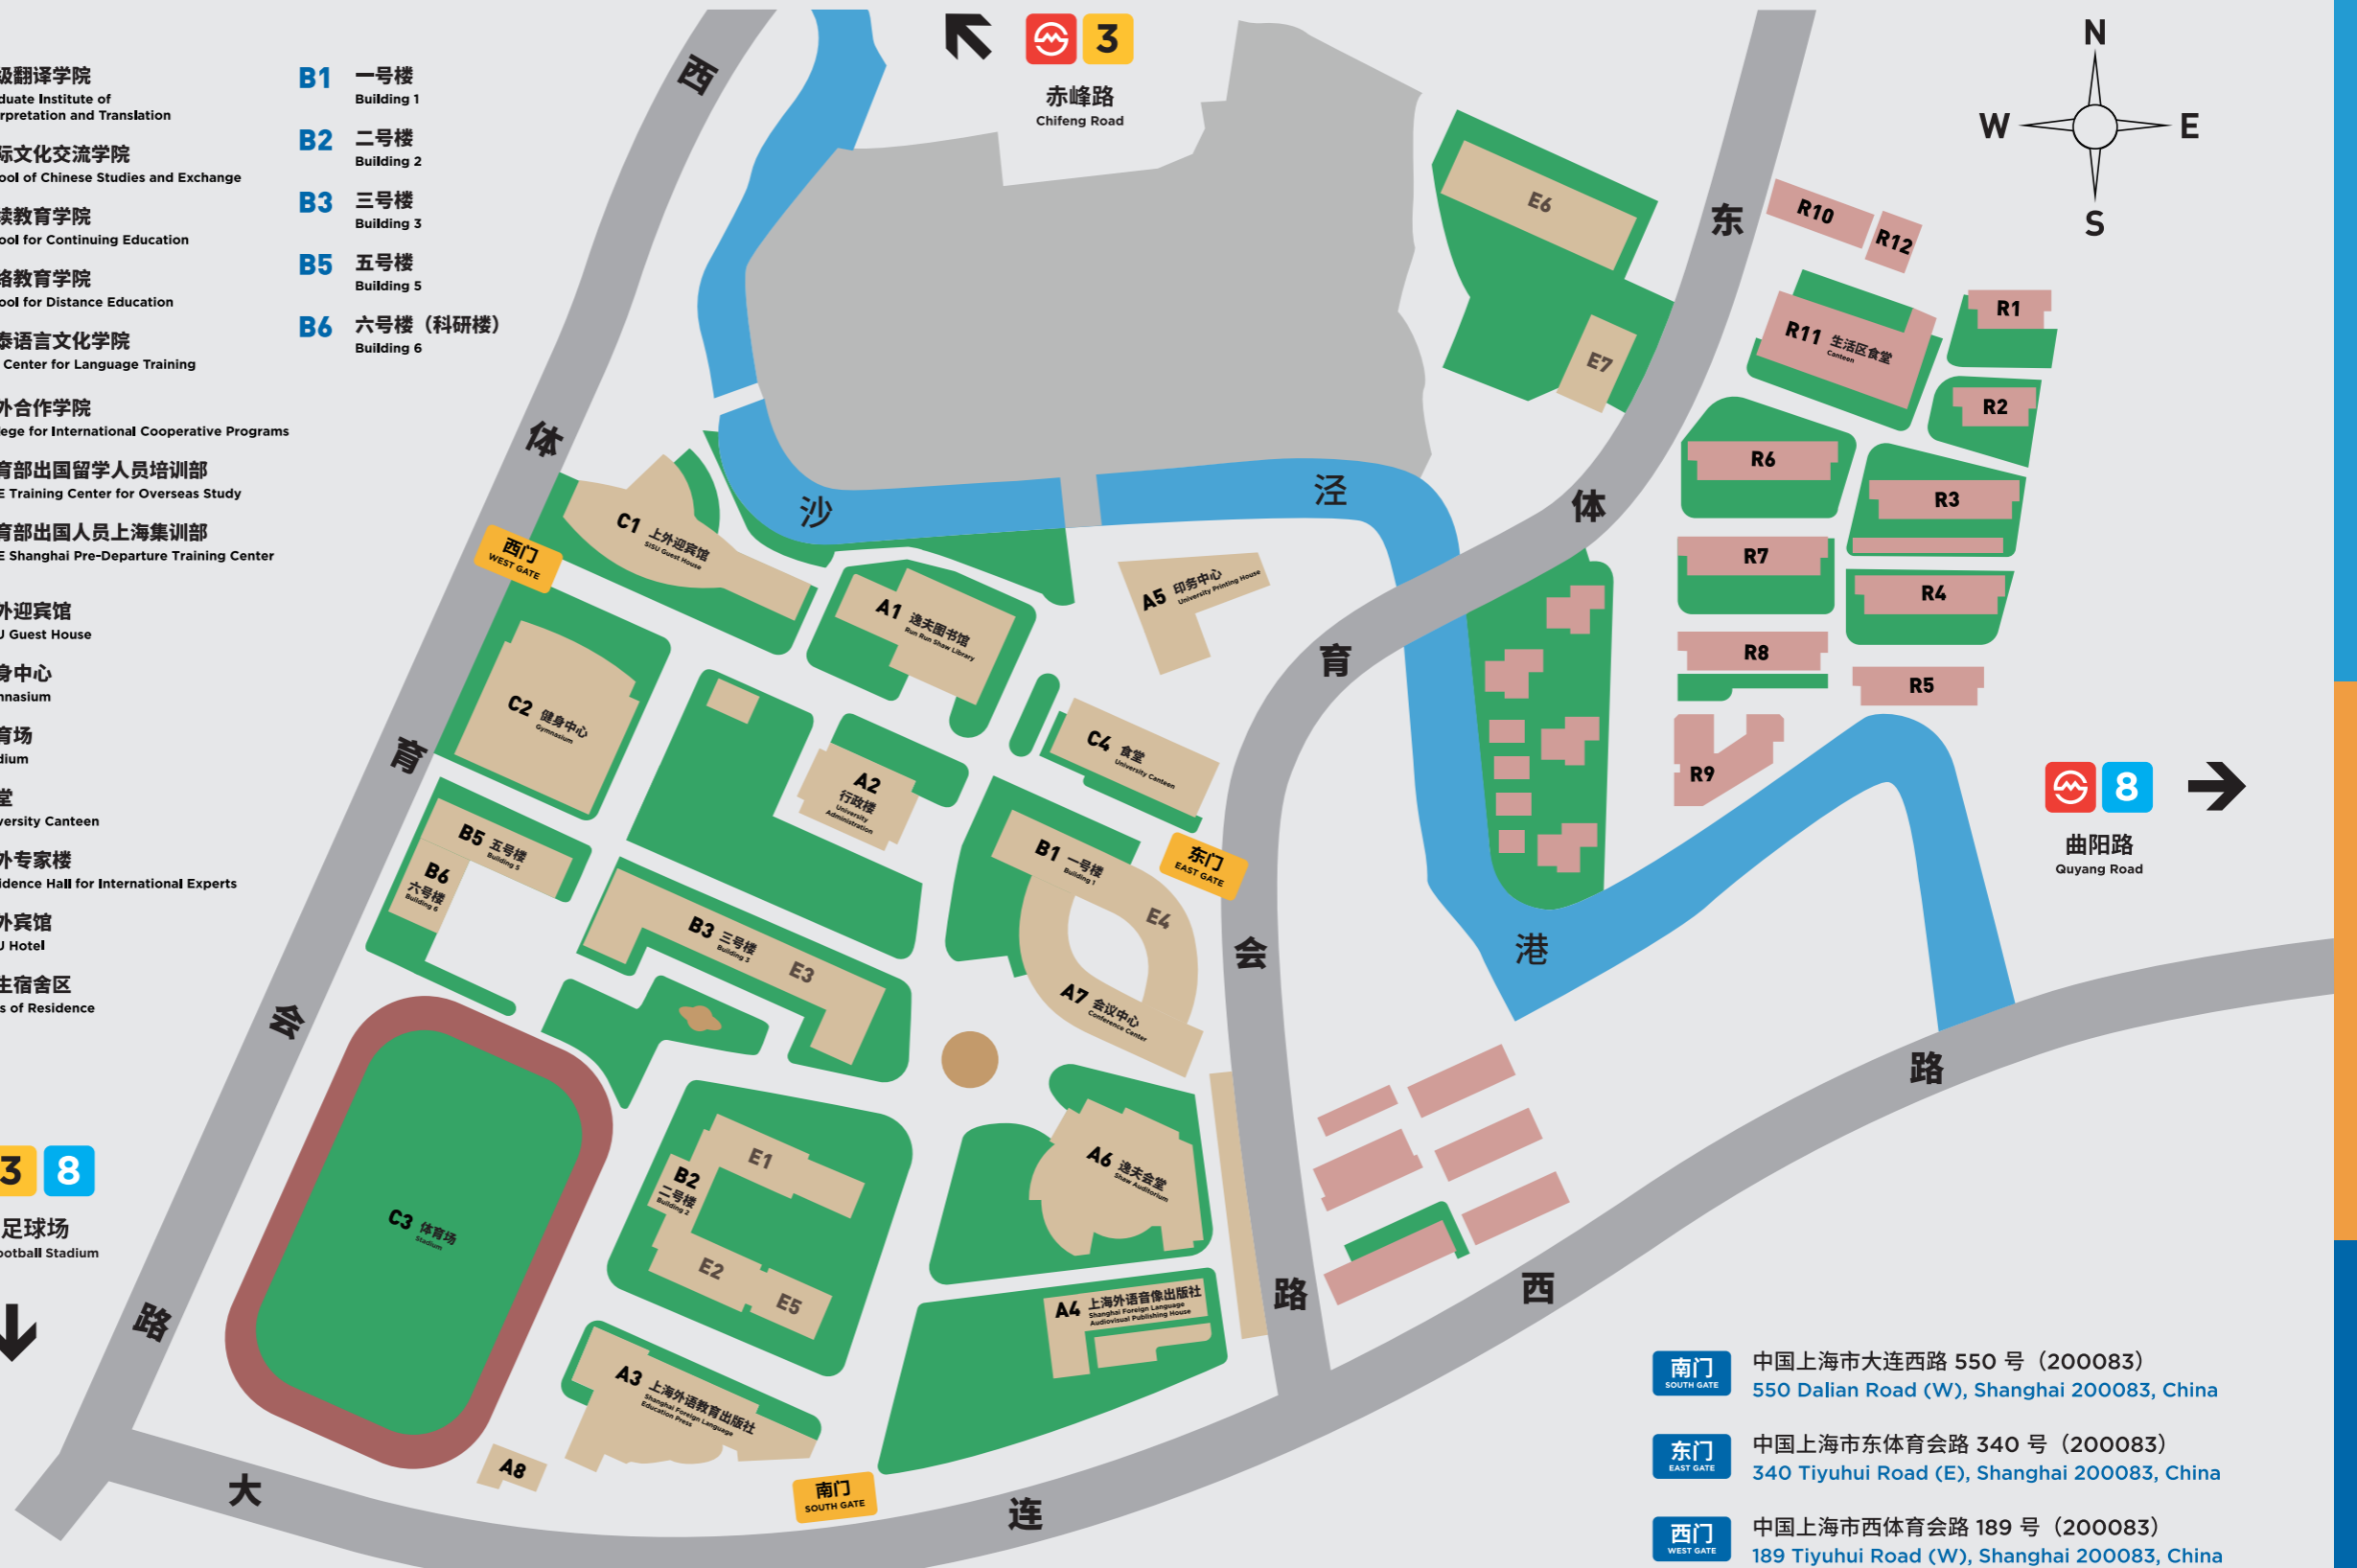 级翻译学院
duate Institute of
rpretation and Translation
际文化交流学院
ool of Chinese Studies and Exchange
续教育学院
ool for Continuing Education
络教育学院
ool for Distance Education
泰语言文化学院
Center for Language Training
外合作学院
lege for International Cooperative Programs
育部出国留学人员培训部
E Training Center for Overseas Study
育部出国人员上海集训部
E Shanghai Pre-Departure Training Center
外迎宾馆
U Guest House
身中心
nnasium
育场
dium
堂
versity Canteen
外专家楼
idence Hall for International Experts
外宾馆
U Hotel
生宿舍区
s of Residence
3 8
足球场
ootball Stadium
B1 一号楼
Building 1
B2 二号楼
Building 2
B3 三号楼
Building 3
B5 五号楼
Building 5
B6 六号楼（科研楼）
Building 6
3
赤峰路
Chifeng Road
N
W E
S
西
体
育
会
路
东
体
育
会
路
沙
泾
港
大
连
西
路
E6
E7
R10
R12
R11 生活区食堂
Canteen
R1
R2
R6
R3
R7
R4
R8
R5
R9
西门
WEST GATE
C1 上外迎宾馆
SISU Guest House
A1 逸夫图书馆
Run Run Shaw Library
A5 印务中心
University Printing House
C2 健身中心
Gymnasium
A2
行政楼
University
Administration
C4 食堂
University Canteen
B5 五号楼
Building 5
B6
六号楼
Building 6
B1 一号楼
Building 1
东门
EAST GATE
E4
B3 三号楼
Building 3
E3
A7 会议中心
Conference Center
E1
B2
二号楼
Building 2
E2
E5
A6 逸夫会堂
Shaw Auditorium
C3 体育场
Stadium
A4 上海外语音像出版社
Shanghai Foreign Language
Audiovisual Publishing House
A3 上海外语教育出版社
Shanghai Foreign Language
Education Press
A8
南门
SOUTH GATE
8
曲阳路
Quyang Road
南门
SOUTH GATE
中国上海市大连西路 550 号（200083）
550 Dalian Road (W), Shanghai 200083, China
东门
EAST GATE
中国上海市东体育会路 340 号（200083）
340 Tiyuhui Road (E), Shanghai 200083, China
西门
WEST GATE
中国上海市西体育会路 189 号（200083）
189 Tiyuhui Road (W), Shanghai 200083, China